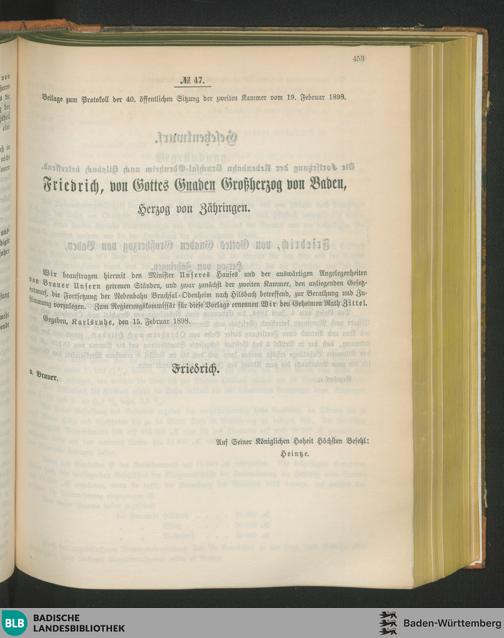 453
№ 47.
Beilage zum Protokoll der 40. öffentlichen Sitzung der zweiten Kammer vom 19. Februar 1898.
Friedrich, von Gottes Gnaden Großherzog von Baden,
Herzog von Zähringen.
Wir beauftragen hiermit den Minister Unseres Hauses und der auswärtigen Angelegenheiten
von Brauer Unsern getreuen Ständen, und zwar zunächst der zweiten Kammer, den anliegenden Gesetz-
entwurf, die Fortsetzung der Nebenbahn Bruchsal-Odenheim nach Hilsbach betreffend, zur Berathung und Zu-
stimmung vorzulegen. Zum Regierungskommissär für diese Vorlage ernennen Wir den Geheimen Rath Zittel.
Gegeben, Karlsruhe, den 15. Februar 1898.
Friedrich.
v. Brauer.
Auf Seiner Königlichen Hoheit Höchsten Befehl:
Heintze.
BLB BADISCHE
LANDESBIBLIOTHEK
Baden-Württemberg